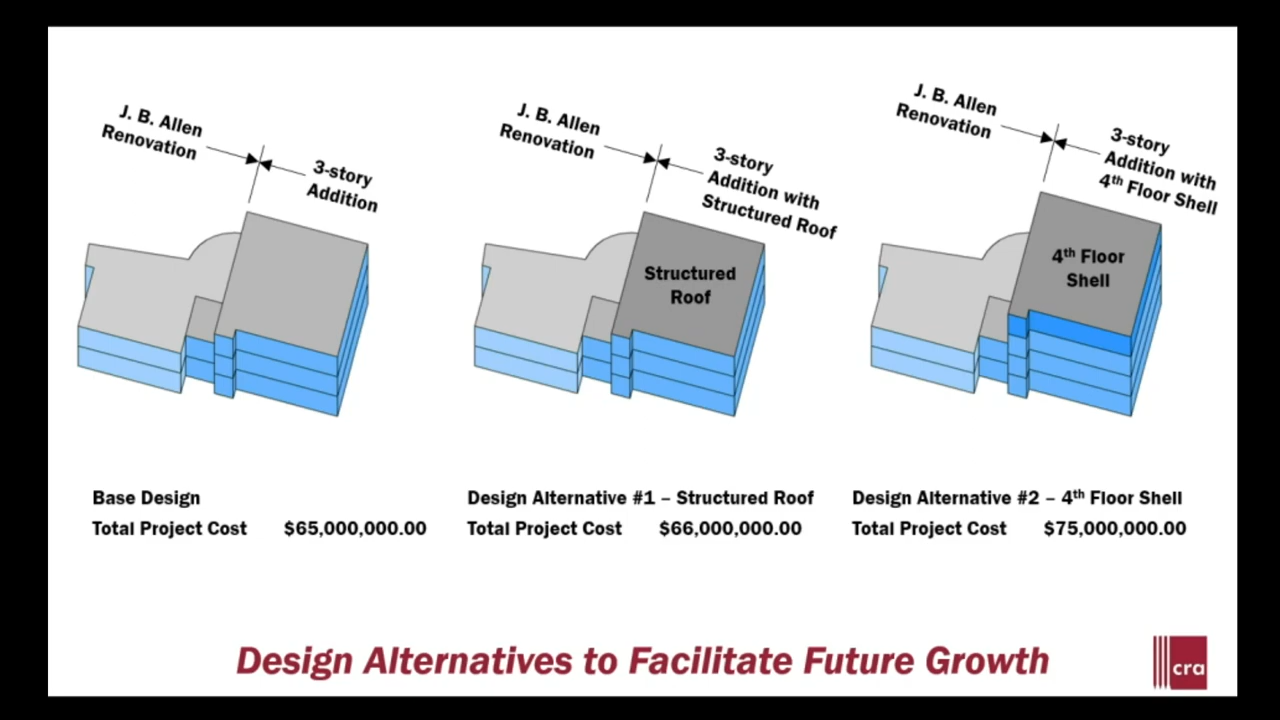 J. B. Allen
Renovation
3-story
Addition
J. B. Allen
Renovation
3-story
Addition with
Structured Roof
Structured
Roof
J. B. Allen
Renovation
3-story
Addition with
4th Floor Shell
4th Floor
Shell
Base Design
Total Project Cost $65,000,000.00
Design Alternative #1 – Structured Roof
Total Project Cost $66,000,000.00
Design Alternative #2 – 4th Floor Shell
Total Project Cost $75,000,000.00
Design Alternatives to Facilitate Future Growth
cra